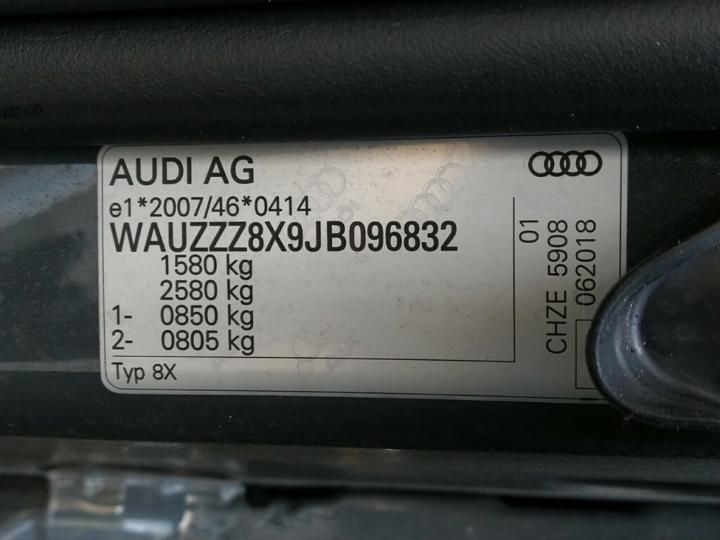 AUDI AG
e1*2007/46*0414
WAUZZZ8X9JB096832
1580 kg
2580 kg
1- 0850 kg
2- 0805 kg
Typ 8X
01
CHZE 5908
062018